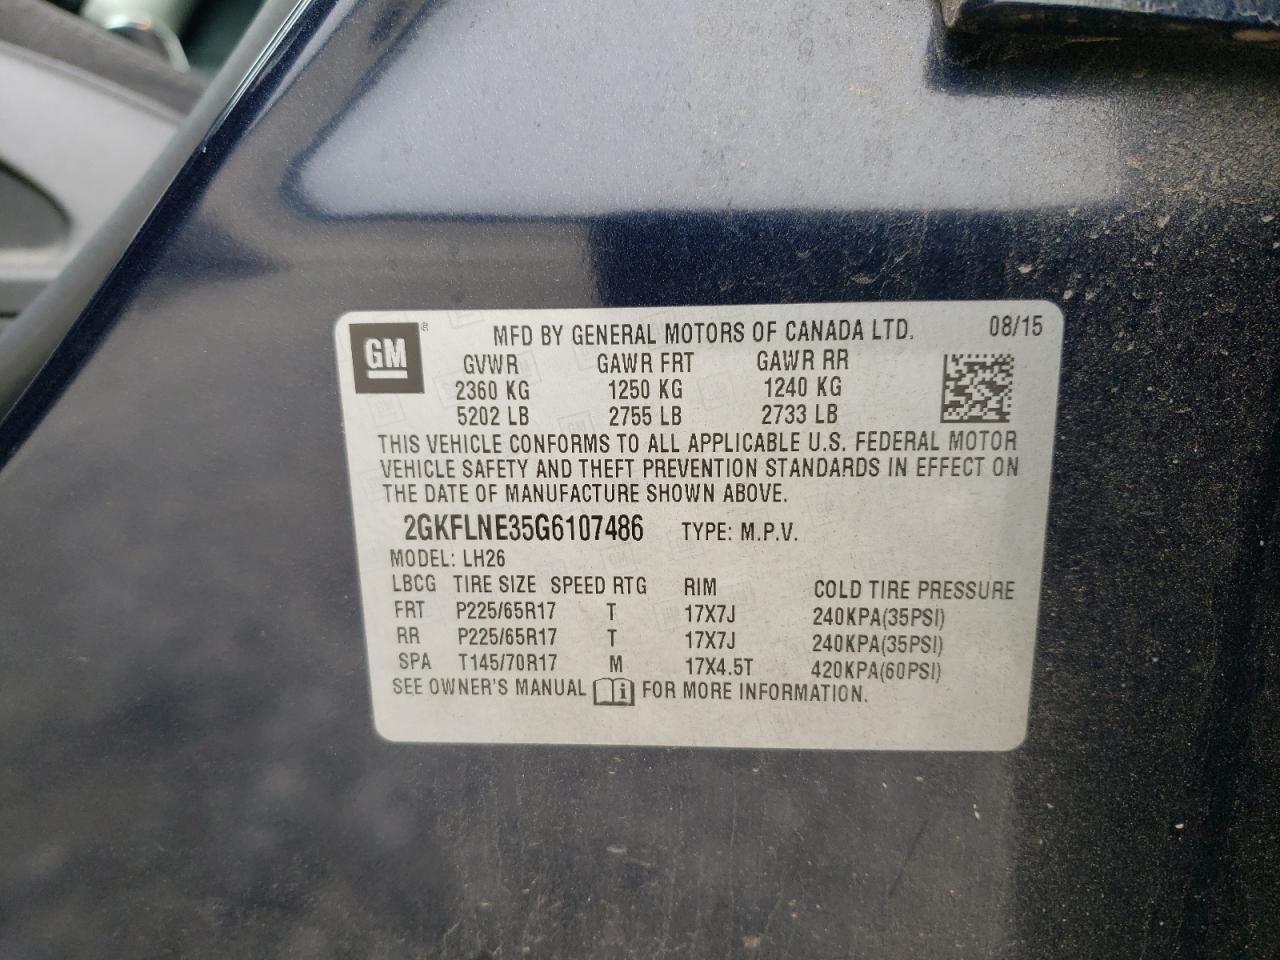 GM®
MFD BY GENERAL MOTORS OF CANADA LTD. 08/15
GVWR GAWR FRT GAWR RR
2360 KG 1250 KG 1240 KG
5202 LB 2755 LB 2733 LB
THIS VEHICLE CONFORMS TO ALL APPLICABLE U.S. FEDERAL MOTOR
VEHICLE SAFETY AND THEFT PREVENTION STANDARDS IN EFFECT ON
THE DATE OF MANUFACTURE SHOWN ABOVE.
2GKFLNE35G6107486 TYPE: M.P.V.
MODEL: LH26
LBCG TIRE SIZE SPEED RTG RIM COLD TIRE PRESSURE
FRT P225/65R17 T 17X7J 240KPA(35PSI)
RR P225/65R17 T 17X7J 240KPA(35PSI)
SPA T145/70R17 M 17X4.5T 420KPA(60PSI)
SEE OWNER'S MANUAL i FOR MORE INFORMATION.